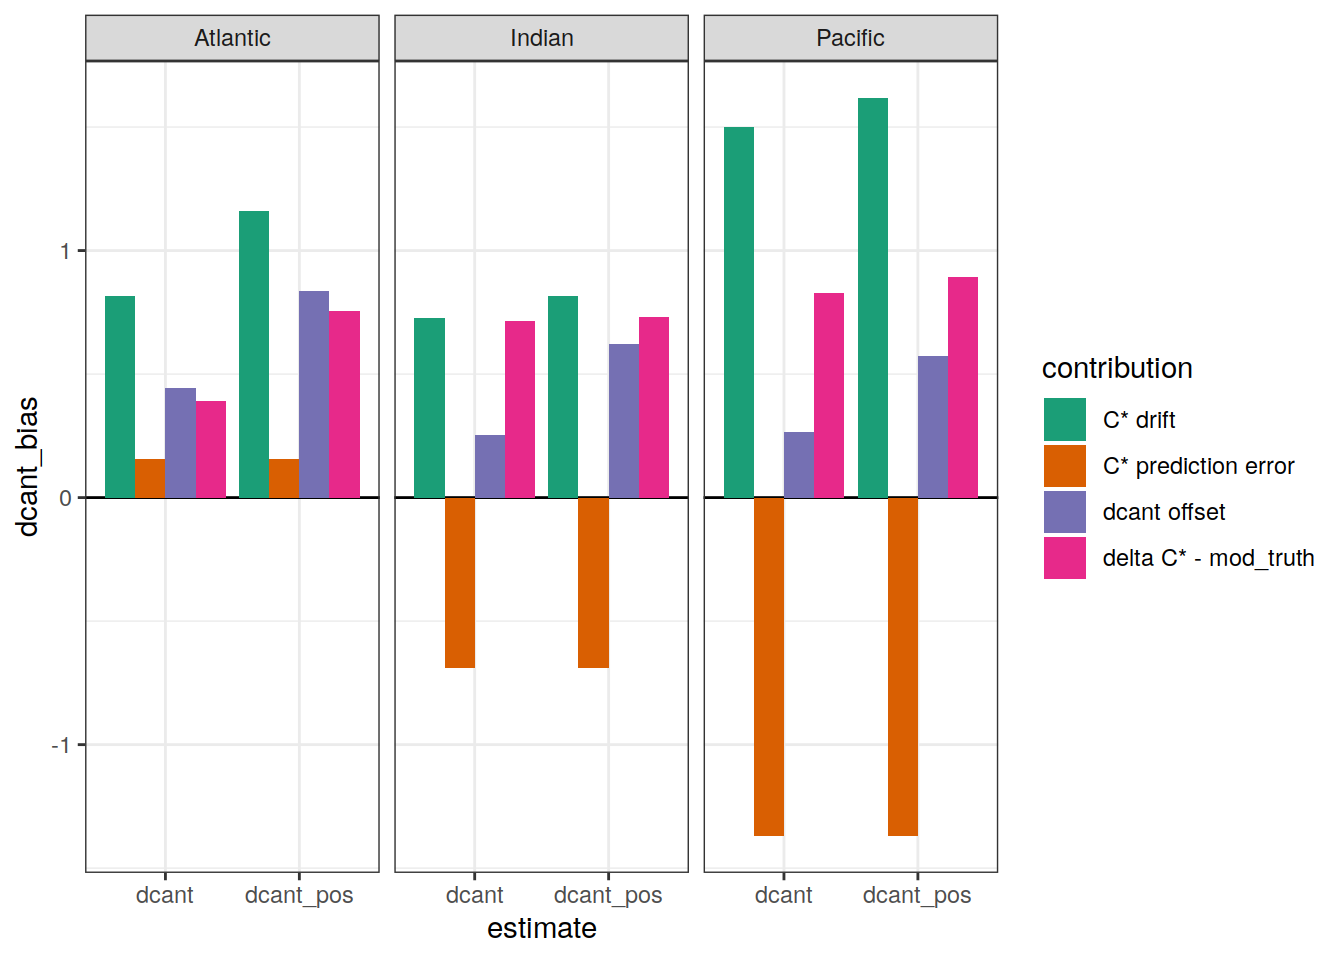 Atlantic
Indian
Pacific
dcant_bias
1
0
-1
dcant
dcant_pos
dcant
dcant_pos
dcant
dcant_pos
estimate
contribution
C* drift
C* prediction error
dcant offset
delta C* - mod_truth